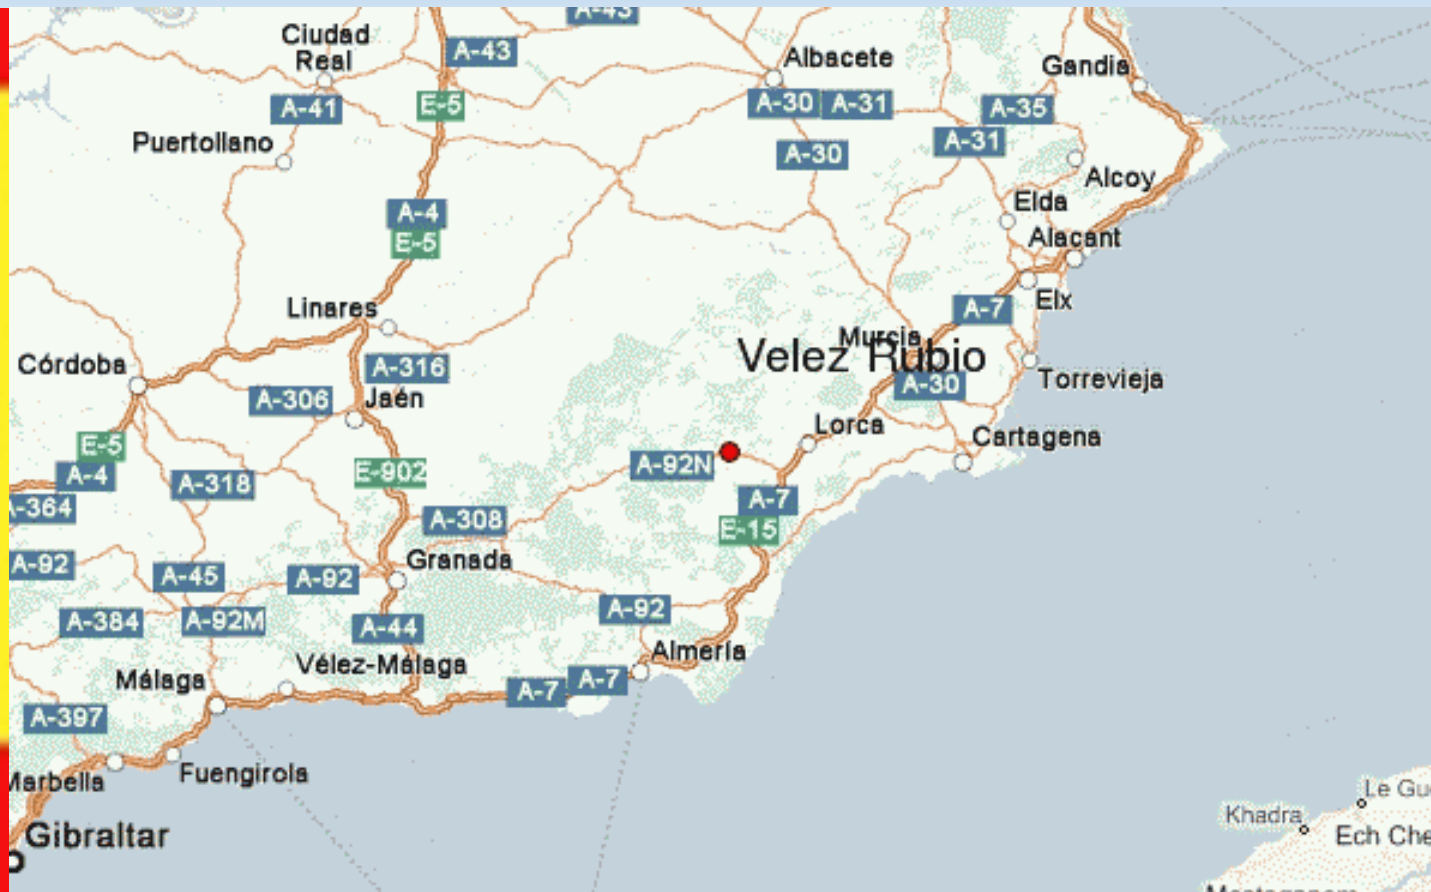 A-43
Ciudad
Real
A-43
Albacete
Gandia
A-41
E-5
A-30
A-31
A-35
Puertollano
A-30
A-31
Alcoy
A-4
Elda
E-5
Alacant
Linares
A-7
Elx
Murcia
Velez Rubio
Córdoba
A-316
A-30
Torrevieja
A-306
Jaén
Lorca
Cartagena
E-5
A-4
A-318
E-902
A-92N
A-7
A-364
A-308
E-15
A-92
A-45
A-92
Granada
A-384
A-92M
A-44
A-92
Almería
Vélez-Málaga
Málaga
A-7
A-7
A-397
Marbella
Fuengirola
Gibraltar
Le Gu
Khadra
Ech Che